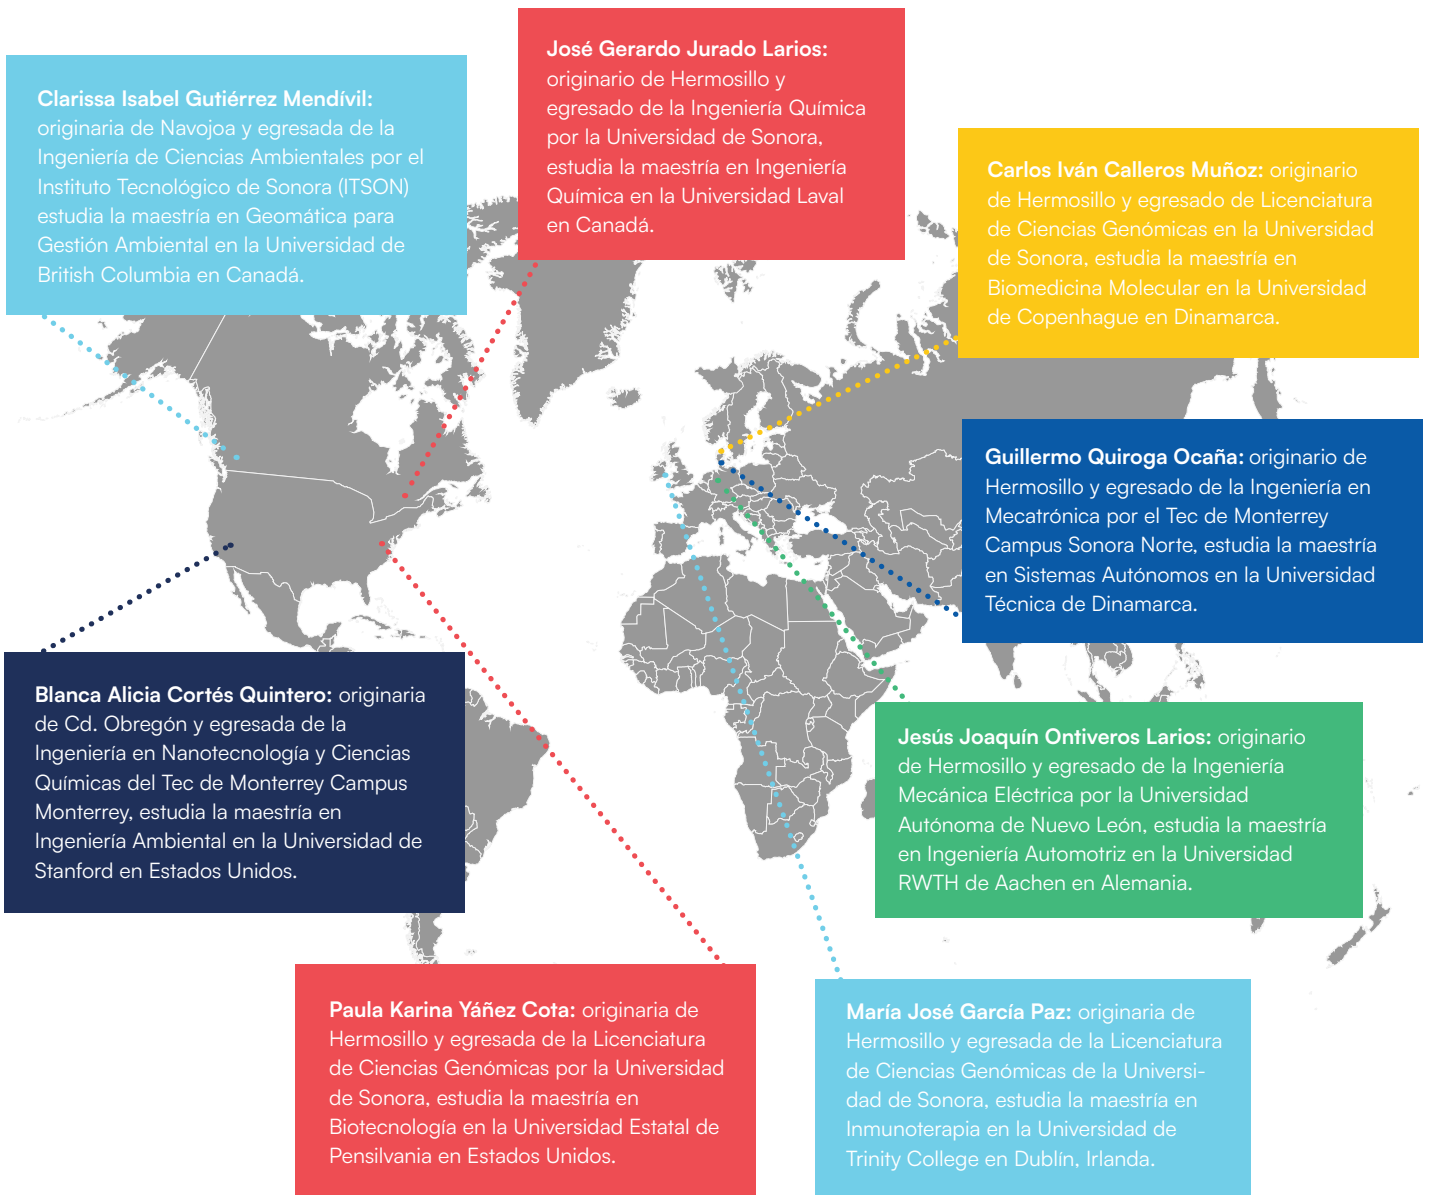 José Gerardo Jurado Larios:
originario de Hermosillo y
egresado de la Ingeniería Química
por la Universidad de Sonora,
estudia la maestría en Ingeniería
Química en la Universidad Laval
en Canadá.
Clarissa Isabel Gutiérrez Mendívil:
originaria de Navojoa y egresada de la
Ingeniería de Ciencias Ambientales por el
Instituto Tecnológico de Sonora (ITSON)
estudia la maestría en Geomática para
Gestión Ambiental en la Universidad de
British Columbia en Canadá.
Carlos Iván Calleros Muñoz: originario
de Hermosillo y egresado de Licenciatura
de Ciencias Genómicas en la Universidad
de Sonora, estudia la maestría en
Biomedicina Molecular en la Universidad
de Copenhague en Dinamarca.
Guillermo Quiroga Ocaña: originario de
Hermosillo y egresado de la Ingeniería en
Mecatrónica por el Tec de Monterrey
Campus Sonora Norte, estudia la maestría
en Sistemas Autónomos en la Universidad
Técnica de Dinamarca.
Blanca Alicia Cortés Quintero: originaria
de Cd. Obregón y egresada de la
Ingeniería en Nanotecnología y Ciencias
Químicas del Tec de Monterrey Campus
Monterrey, estudia la maestría en
Ingeniería Ambiental en la Universidad de
Stanford en Estados Unidos.
Jesús Joaquín Ontiveros Larios: originario
de Hermosillo y egresado de la Ingeniería
Mecánica Eléctrica por la Universidad
Autónoma de Nuevo León, estudia la maestría
en Ingeniería Automotriz en la Universidad
RWTH de Aachen en Alemania.
Paula Karina Yáñez Cota: originaria de
Hermosillo y egresada de la Licenciatura
de Ciencias Genómicas por la Universidad
de Sonora, estudia la maestría en
Biotecnología en la Universidad Estatal de
Pensilvania en Estados Unidos.
María José García Paz: originaria de
Hermosillo y egresada de la Licenciatura
de Ciencias Genómicas de la Universi-
dad de Sonora, estudia la maestría en
Inmunoterapia en la Universidad de
Trinity College en Dublín, Irlanda.